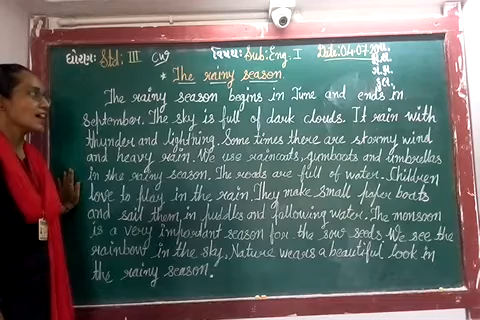 ધોરણ: Std: III CW વિષય: Sub: Eng. I Date: 04.07.20
* The rainy season.
The rainy season begins in June and ends in
september. The sky is full of dark clouds. It rain with
thunder and lightning. Some times there are stormy wind
and heavy rain. We use raincoats, gumboots and umbrellas
in the rainy season. The roads are full of water. Children
love to play in the rain. They make small paper boats
and sail them, in puddles and fallowing water. The monsoon
is a very important season for the sow seeds. We see the
rainbow in the sky. Nature wears a beautiful look in
the rainy season.